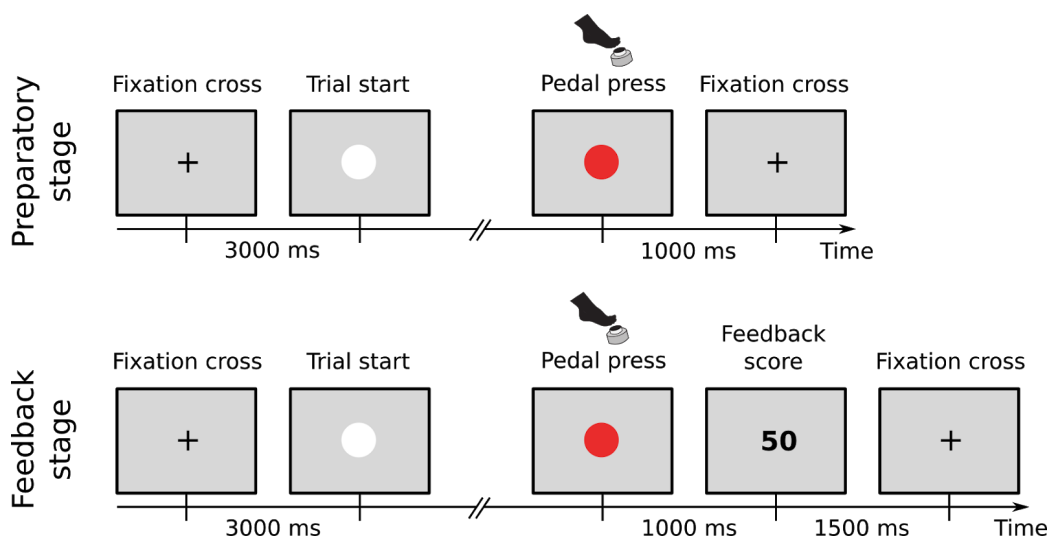 Preparatory
stage
Fixation cross
Trial start
Pedal press
Fixation cross
+
+
3000 ms
1000 ms
Time
Feedback
stage
Fixation cross
Trial start
Pedal press
Feedback
score
Fixation cross
+
50
+
3000 ms
1000 ms
1500 ms
Time